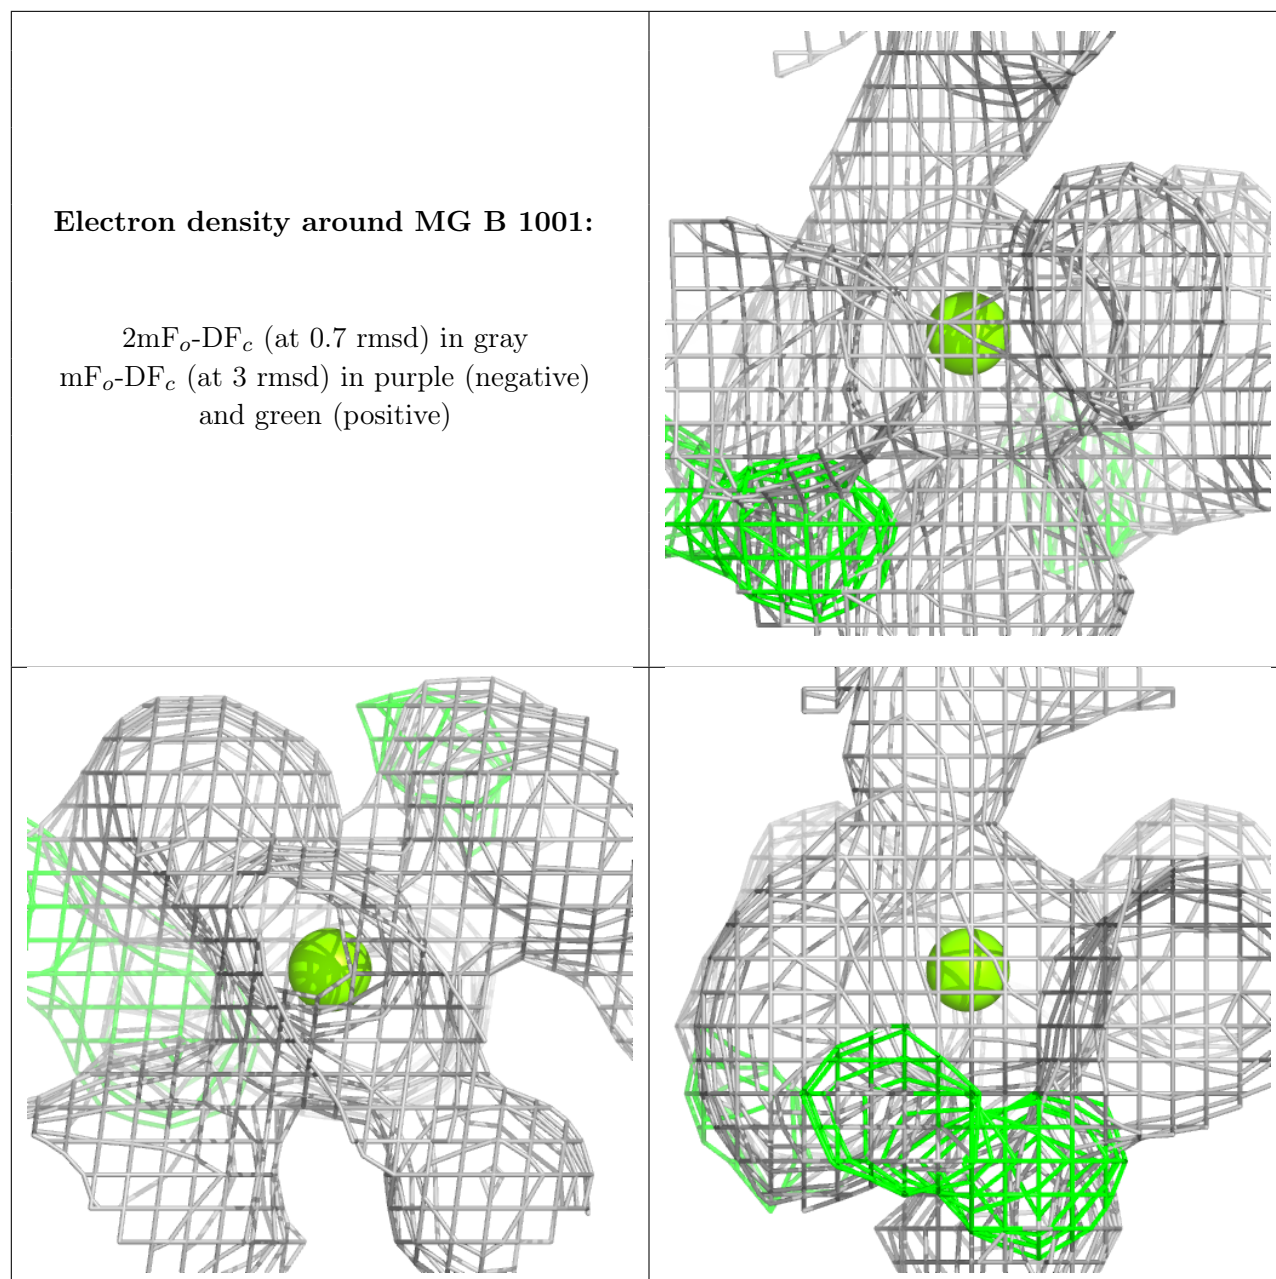 Electron density around MG B 1001:
2mFo-DFc (at 0.7 rmsd) in gray
mFo-DFc (at 3 rmsd) in purple (negative)
and green (positive)